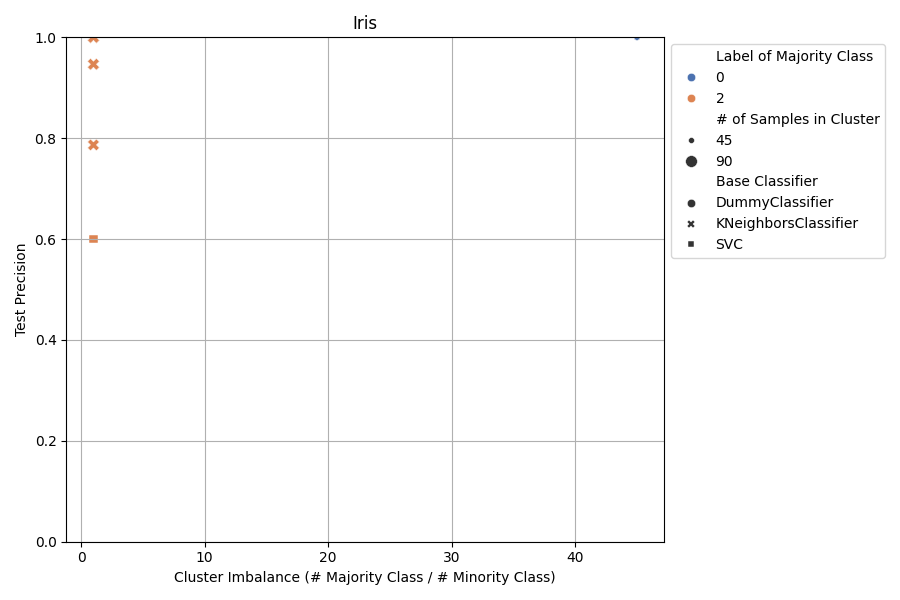 Iris
1.0
0.8
0.6
0.4
0.2
0.0
Test Precision
0
10
20
30
40
Cluster Imbalance (# Majority Class / # Minority Class)
Label of Majority Class
0
2
# of Samples in Cluster
45
90
Base Classifier
DummyClassifier
KNeighborsClassifier
SVC